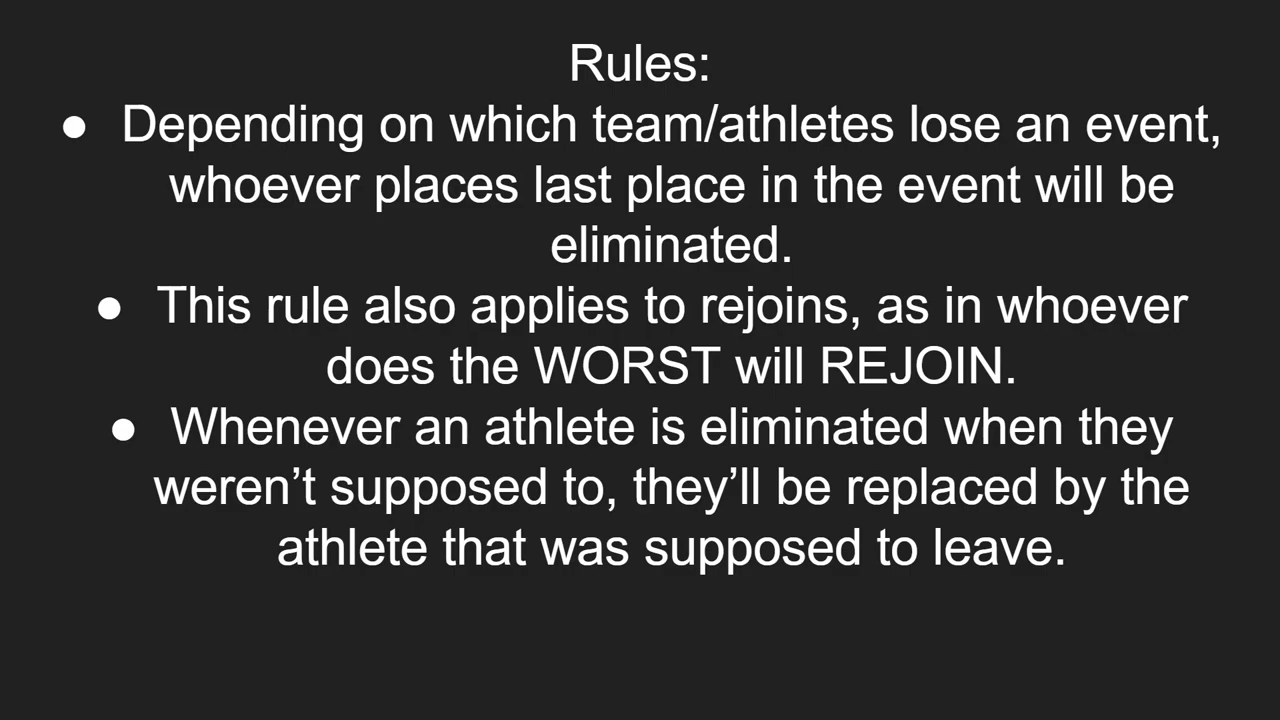 Rules:
● Depending on which team/athletes lose an event,
whoever places last place in the event will be
eliminated.
● This rule also applies to rejoins, as in whoever
does the WORST will REJOIN.
● Whenever an athlete is eliminated when they
weren’t supposed to, they’ll be replaced by the
athlete that was supposed to leave.